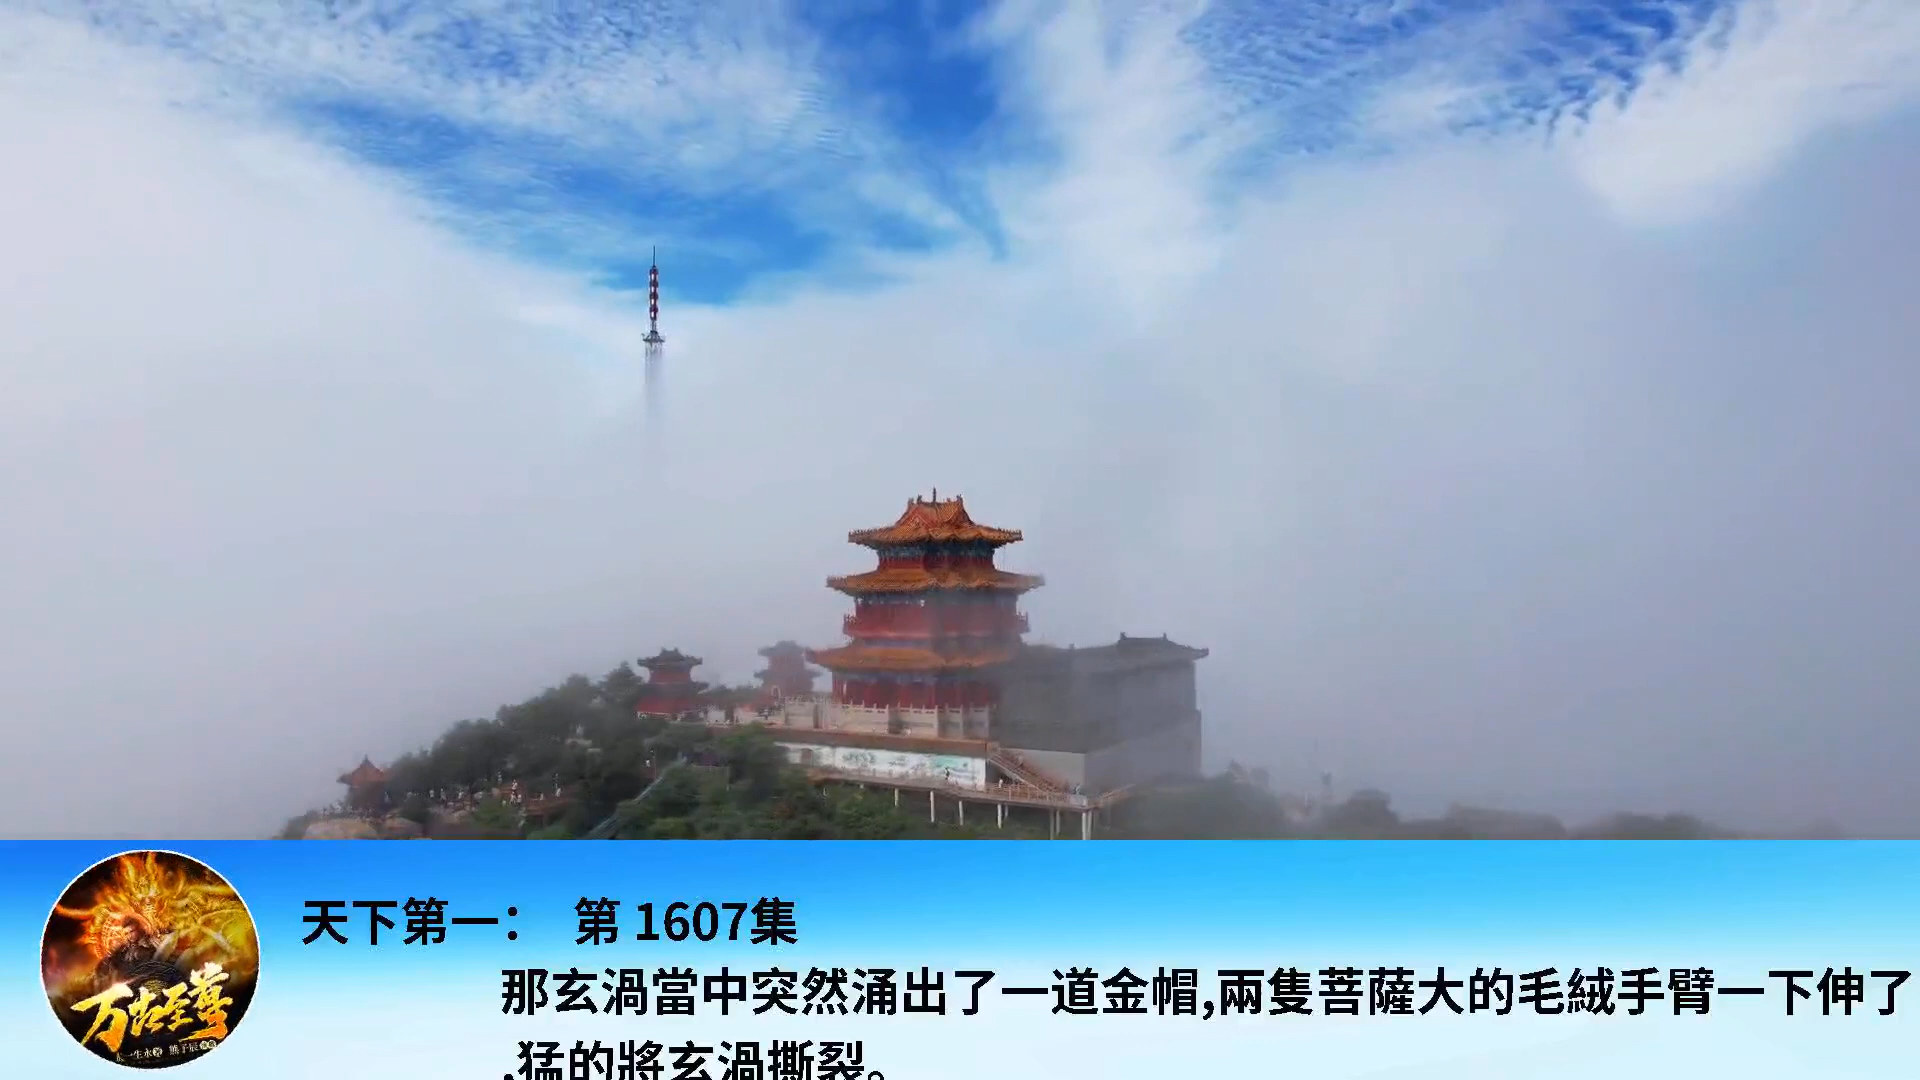 天下第一： 第 1607集
那玄渦當中突然涌出了一道金帽,兩隻菩薩大的毛絨手臂一下伸了
,猛的將玄渦撕裂。
万古至尊